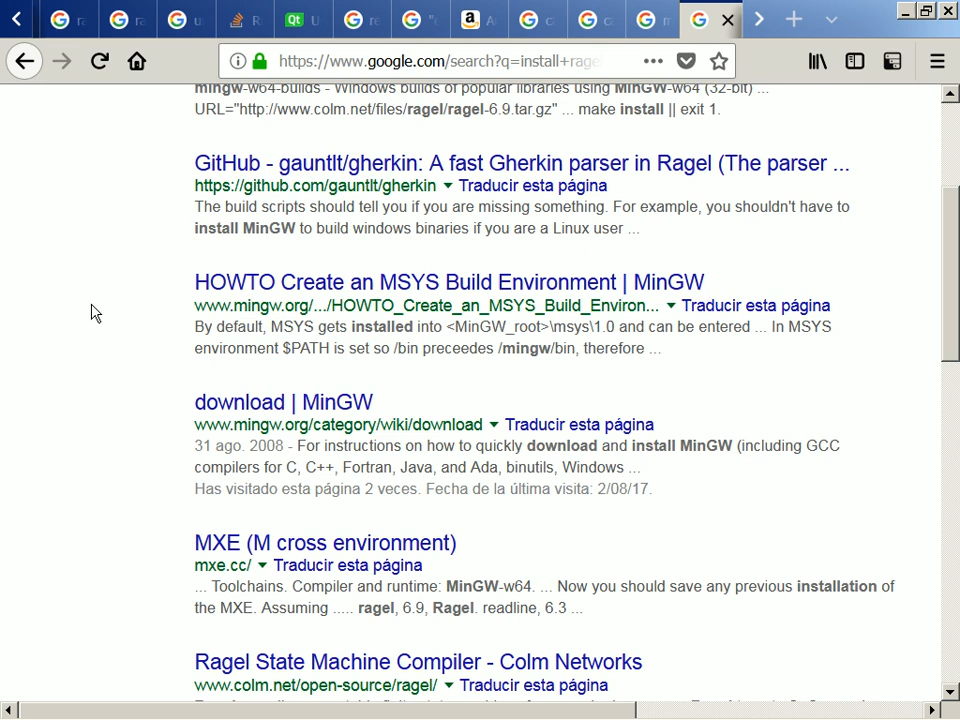 ra
ra
u
R
U
re
"c
A
ca
ca
m
https://www.google.com/search?q=install+rage
mingw-w64-builds - Windows builds of popular libraries using MinGW-w64 (32-bit) ...
URL="http://www.colm.net/files/ragel/ragel-6.9.tar.gz" ... make install || exit 1.
GitHub - gauntlt/gherkin: A fast Gherkin parser in Ragel (The parser ...
https://github.com/gauntlt/gherkin ▼ Traducir esta página
The build scripts should tell you if you are missing something. For example, you shouldn't have to
install MinGW to build windows binaries if you are a Linux user ...
HOWTO Create an MSYS Build Environment | MinGW
www.mingw.org/.../HOWTO_Create_an_MSYS_Build_Environ... ▼ Traducir esta página
By default, MSYS gets installed into <MinGW_root>\msys\1.0 and can be entered ... In MSYS
environment $PATH is set so /bin preceedes /mingw/bin, therefore ...
download | MinGW
www.mingw.org/category/wiki/download ▼ Traducir esta página
31 ago. 2008 - For instructions on how to quickly download and install MinGW (including GCC
compilers for C, C++, Fortran, Java, and Ada, binutils, Windows ...
Has visitado esta página 2 veces. Fecha de la última visita: 2/08/17.
MXE (M cross environment)
mxe.cc/ ▼ Traducir esta página
... Toolchains. Compiler and runtime: MinGW-w64. ... Now you should save any previous installation of
the MXE. Assuming ..... ragel, 6.9, Ragel. readline, 6.3 ...
Ragel State Machine Compiler - Colm Networks
www.colm.net/open-source/ragel/ ▼ Traducir esta página